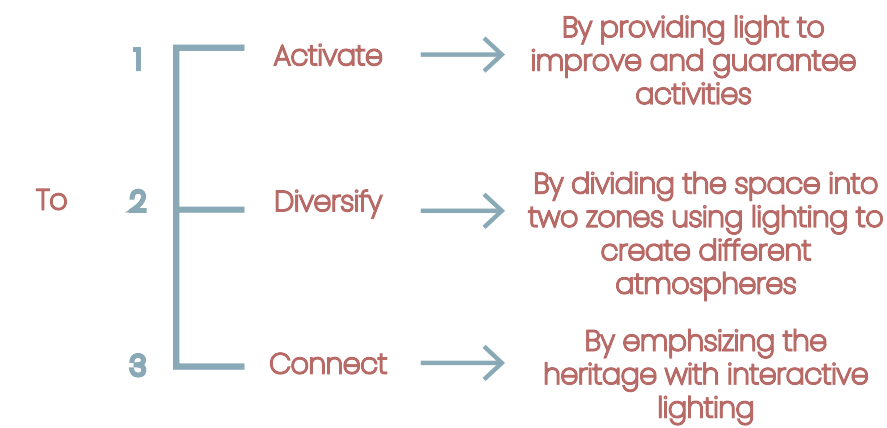 To
1
Activate
By providing light to
improve and guarantee
activities
2
Diversify
By dividing the space into
two zones using lighting to
create different
atmospheres
3
Connect
By emphsizing the
heritage with interactive
lighting